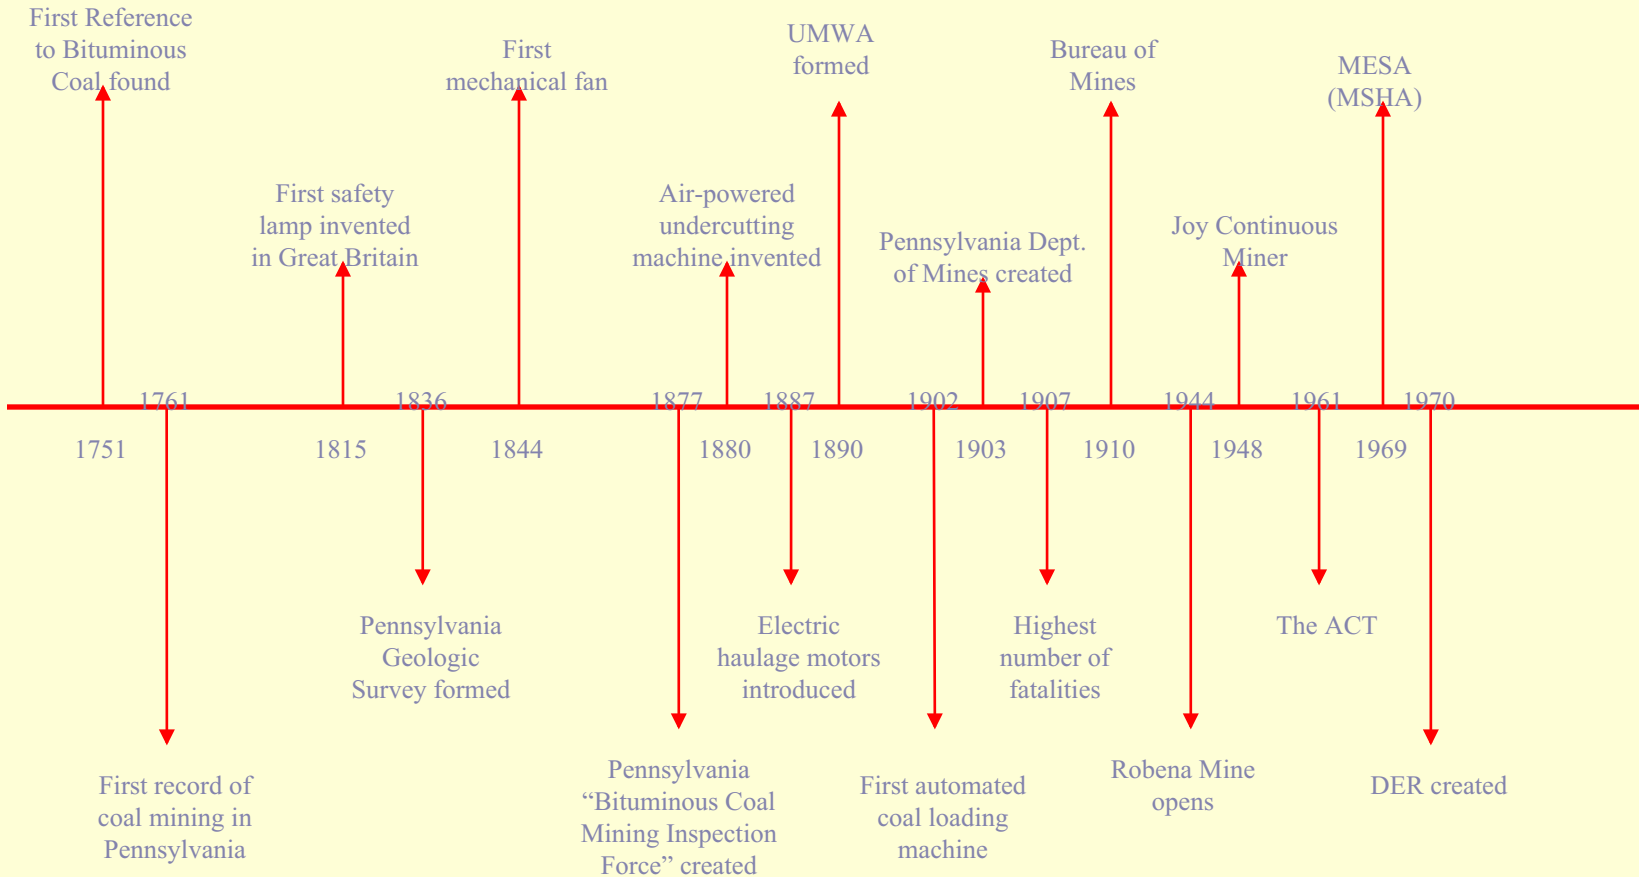 First Reference
to Bituminous
Coal found
First
mechanical fan
UMWA
formed
Bureau of
Mines
MESA
(MSHA)
First safety
lamp invented
in Great Britain
Air-powered
undercutting
machine invented
Pennsylvania Dept.
of Mines created
Joy Continuous
Miner
1761
1836
1877
1887
1902
1907
1944
1961
1970
1751
1815
1844
1880
1890
1903
1910
1948
1969
Pennsylvania
Geologic
Survey formed
Electric
haulage motors
introduced
Highest
number of
fatalities
The ACT
First record of
coal mining in
Pennsylvania
Pennsylvania
“Bituminous Coal
Mining Inspection
Force” created
First automated
coal loading
machine
Robena Mine
opens
DER created